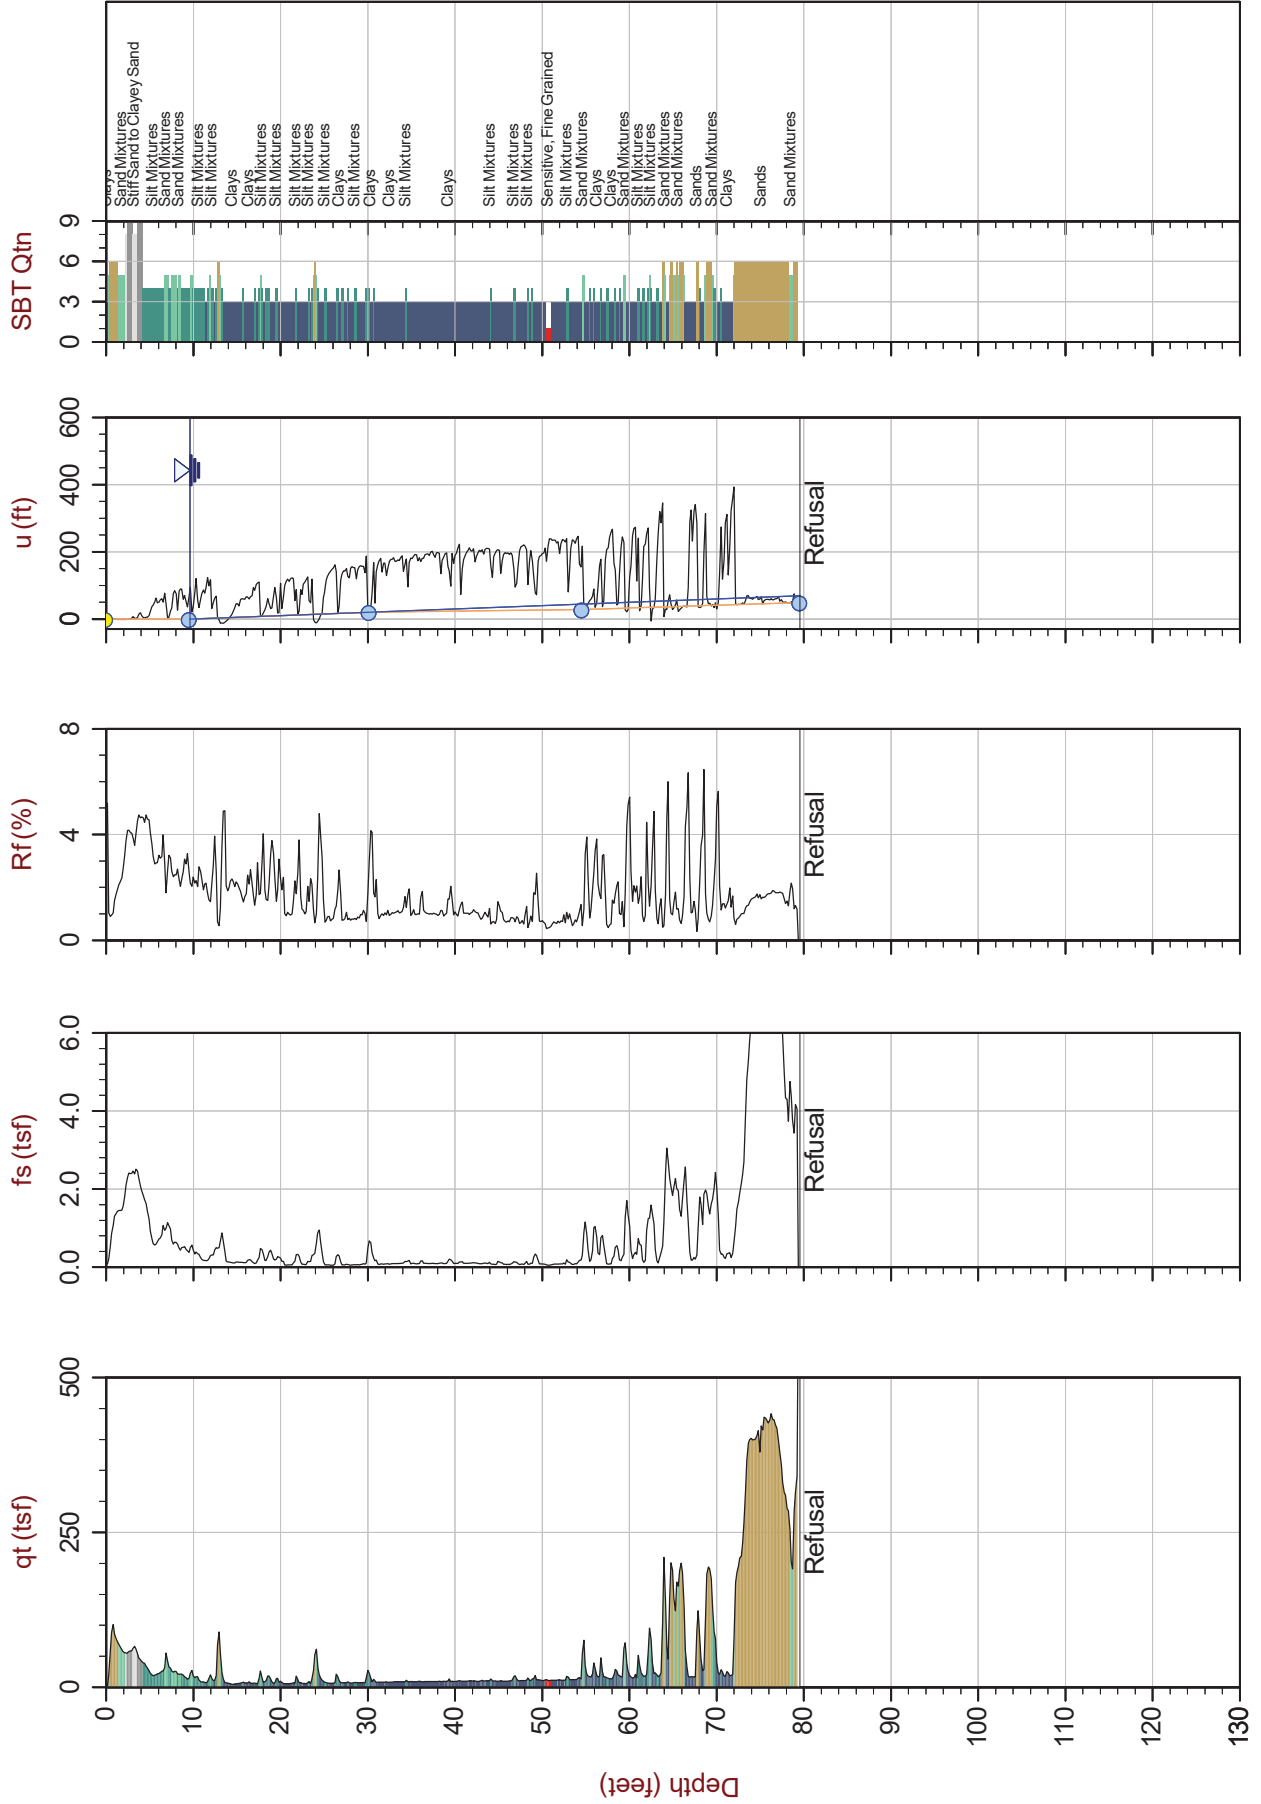 qt (tsf)
fs (tsf)
Rf (%)
u (ft)
SBT Qtn
0
250
500
0.0
2.0
4.0
6.0
0
4
8
0
200
400
600
0
3
6
9
Depth (feet)
0
10
20
30
40
50
60
70
80
90
100
110
120
130
Refusal
Refusal
Refusal
Refusal
Sand Mixtures
Stiff Sand to Clayey Sand
Silt Mixtures
Sand Mixtures
Sand Mixtures
Silt Mixtures
Silt Mixtures
Clays
Clays
Silt Mixtures
Silt Mixtures
Silt Mixtures
Silt Mixtures
Silt Mixtures
Clays
Silt Mixtures
Clays
Clays
Silt Mixtures
Clays
Silt Mixtures
Silt Mixtures
Silt Mixtures
Sensitive, Fine Grained
Silt Mixtures
Sand Mixtures
Clays
Clays
Sand Mixtures
Silt Mixtures
Silt Mixtures
Sand Mixtures
Sand Mixtures
Sands
Sand Mixtures
Clays
Sands
Sand Mixtures